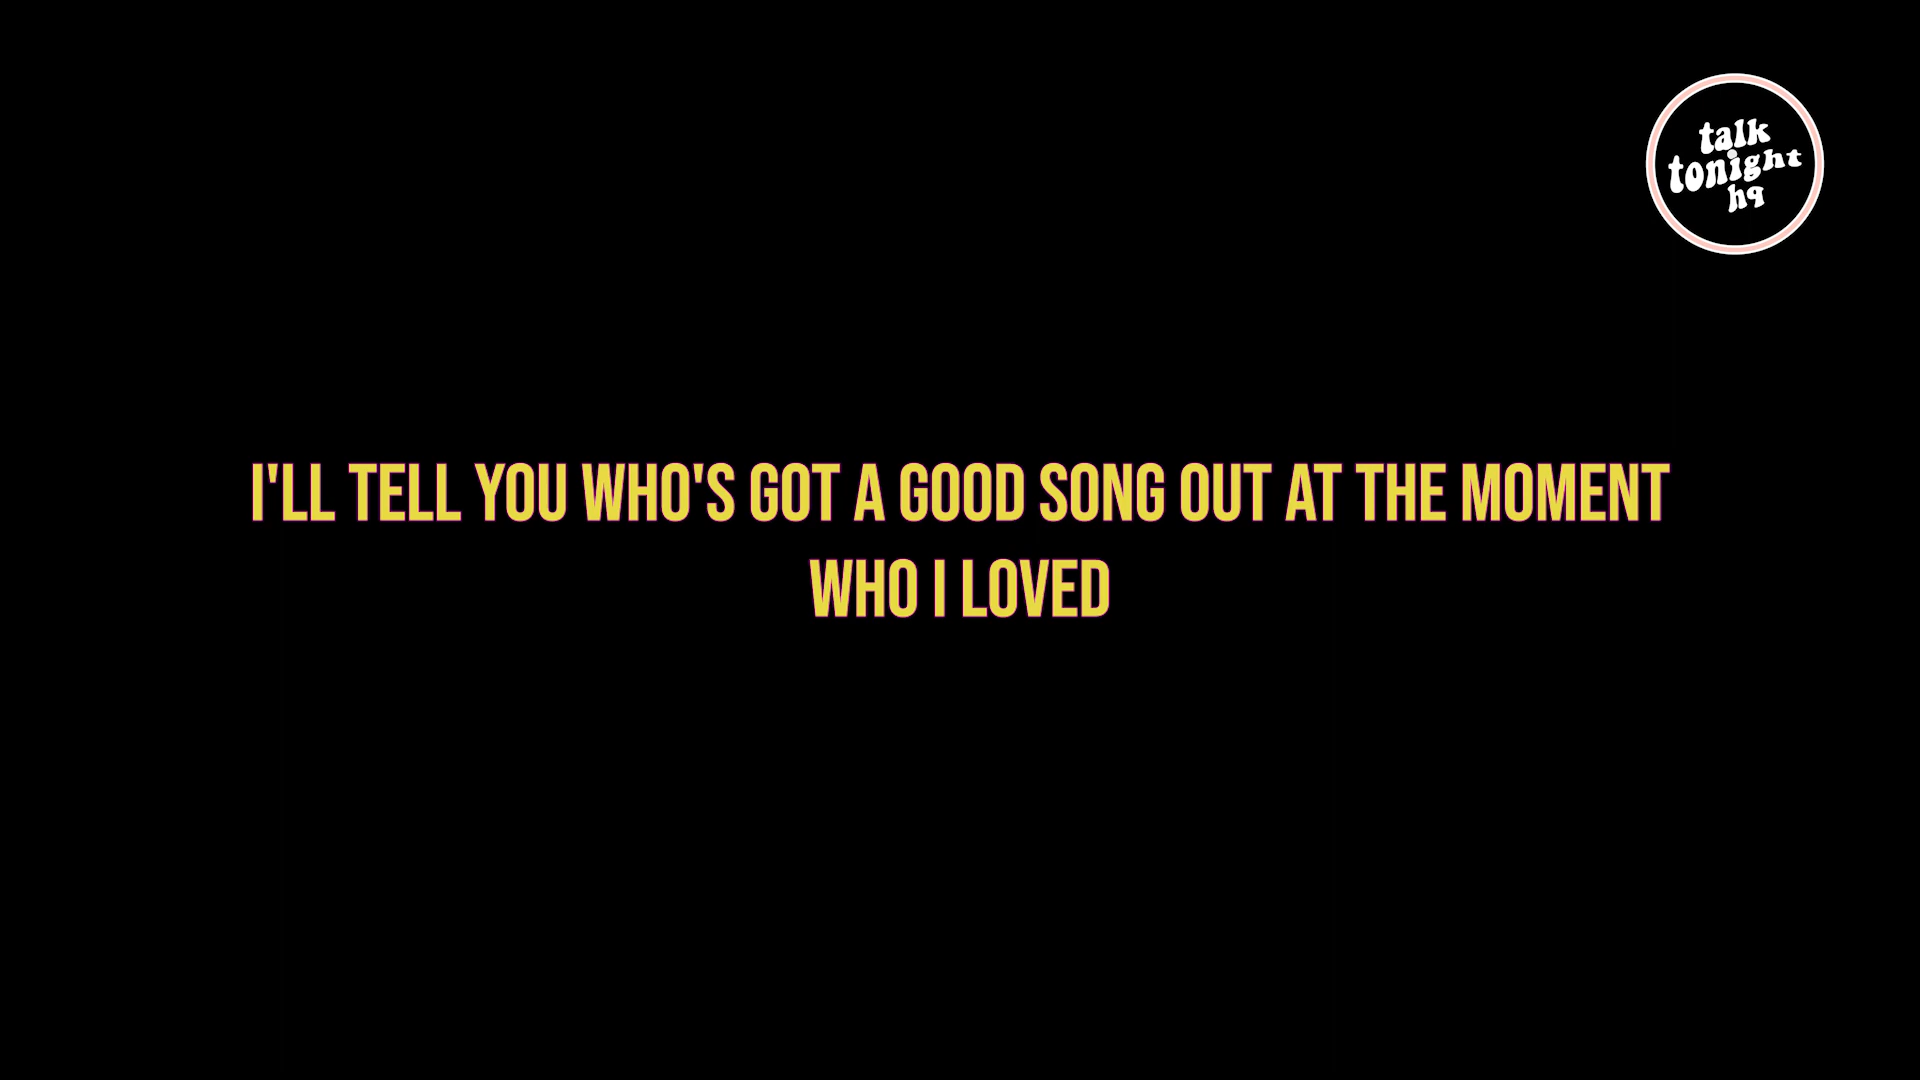 talk
tonight
hq
I'LL TELL YOU WHO'S GOT A GOOD SONG OUT AT THE MOMENT
WHO I LOVED